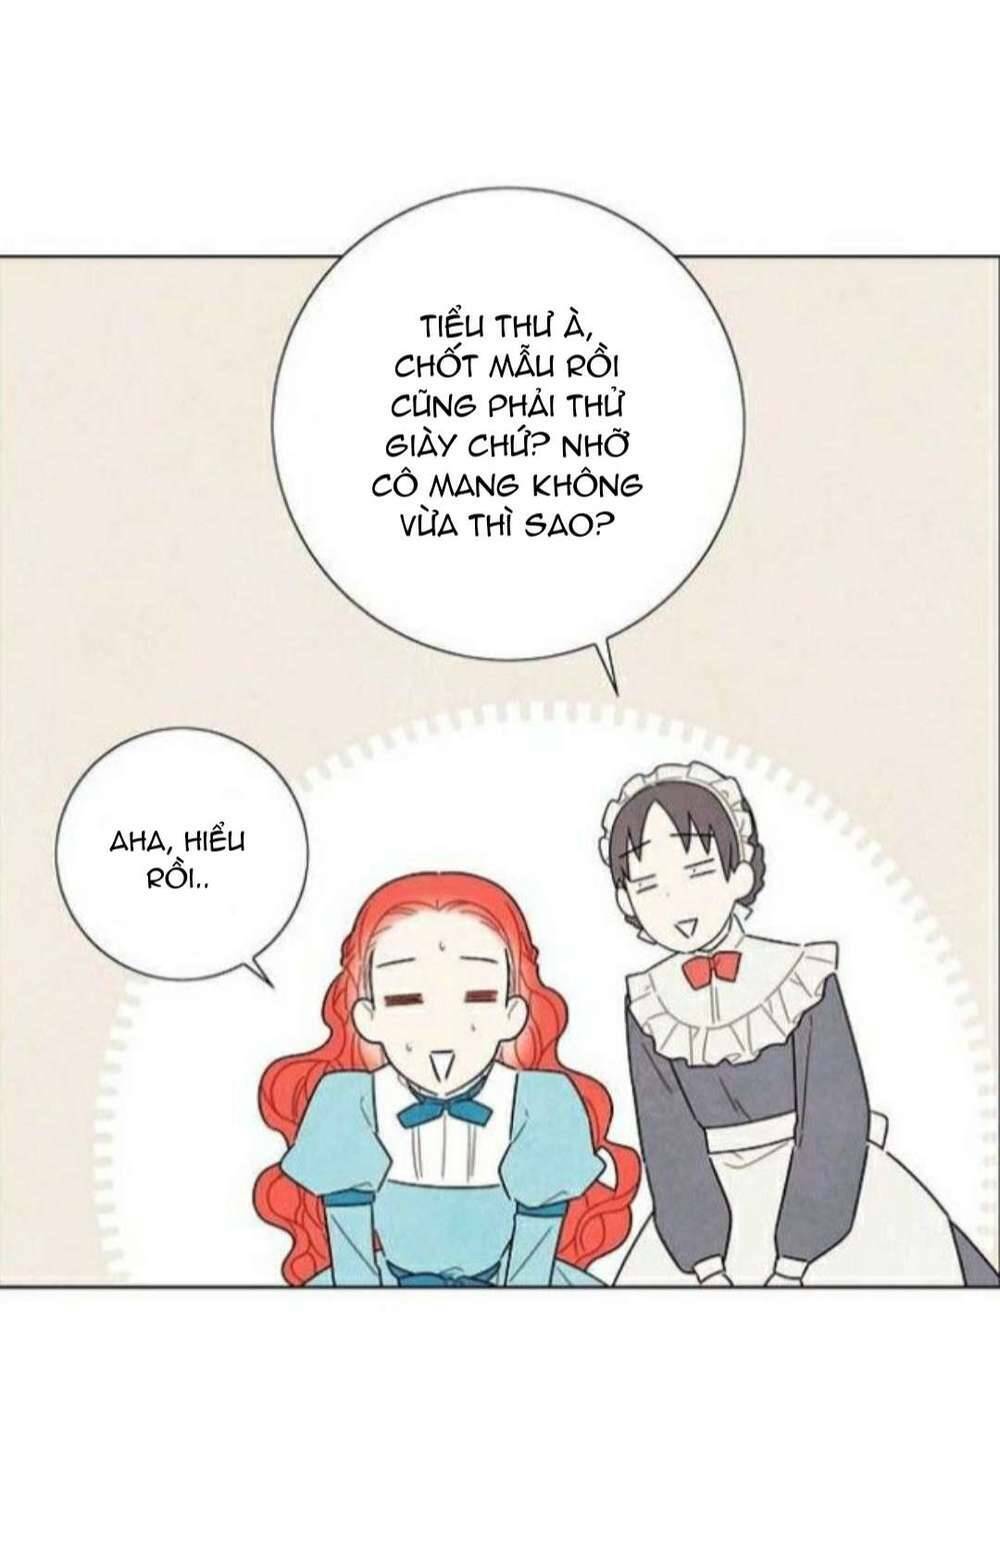 TIỂU THƯ À,
CHỐT MẪU RỒI
CŨNG PHẢI THỬ
GIÀY CHỨ? NHỠ
CÔ MANG KHÔNG
VỪA THÌ SAO?
AHA, HIỂU
RỒI..